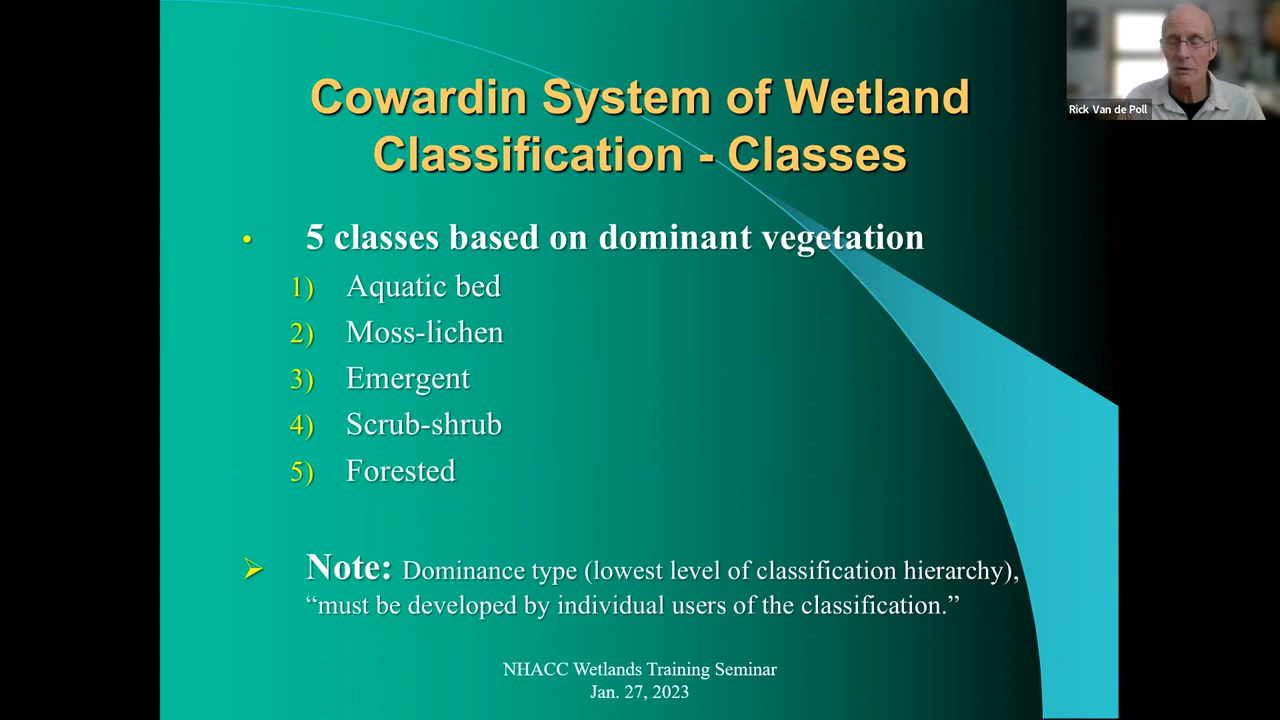 Cowardin System of Wetland
Classification - Classes
Rick Van de Poll
• 5 classes based on dominant vegetation
1) Aquatic bed
2) Moss-lichen
3) Emergent
4) Scrub-shrub
5) Forested
➢ Note: Dominance type (lowest level of classification hierarchy),
“must be developed by individual users of the classification.”
NHACC Wetlands Training Seminar
Jan. 27, 2023